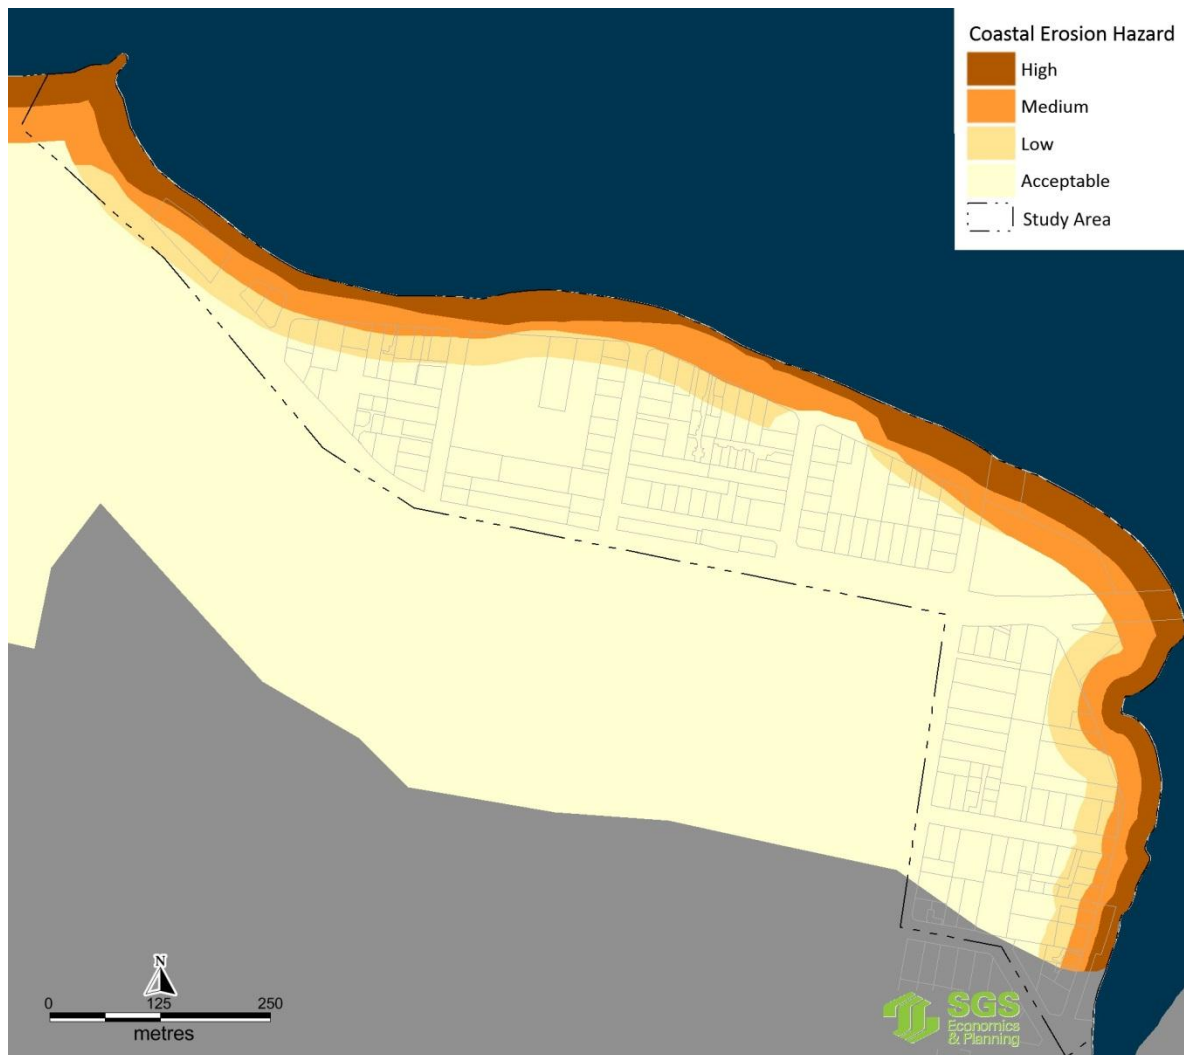 Coastal Erosion Hazard
High
Medium
Low
Acceptable
Study Area
N
0 125 250
metres
SGS
Economics
& Planning